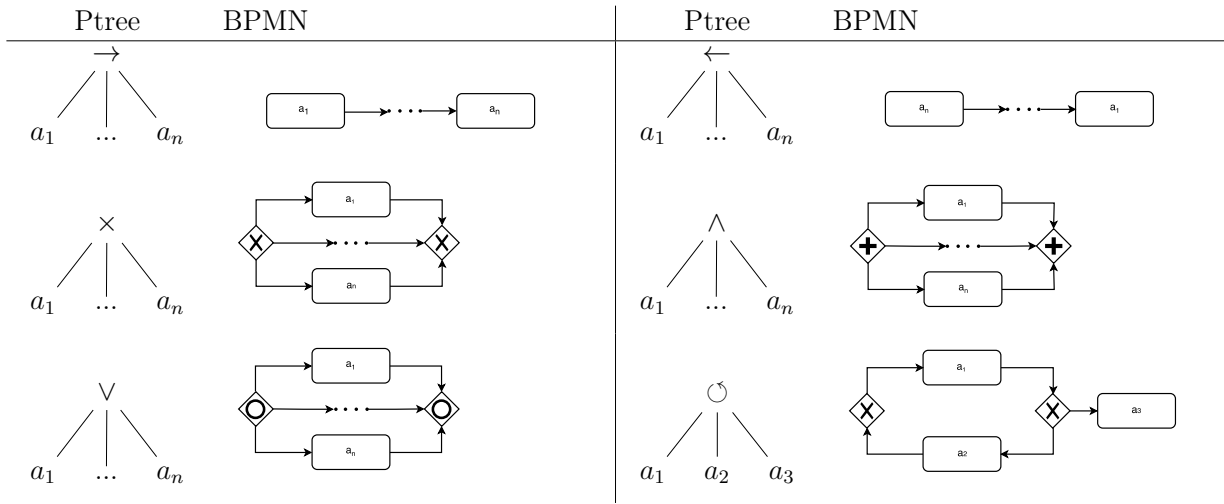 Ptree BPMN Ptree BPMN
→ ←
a₁ ... aₙ a₁ ... aₙ
a₁ aₙ aₙ a₁
× ∧
a₁ a₁
a₁ ... aₙ a₁ ... aₙ
aₙ aₙ
∨ ↺
a₁ a₁
a₃
a₁ ... aₙ a₁ a₂ a₃
aₙ a₂